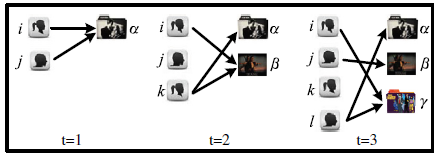 i α i α i α
j j β j β
k k γ
l
t=1 t=2 t=3